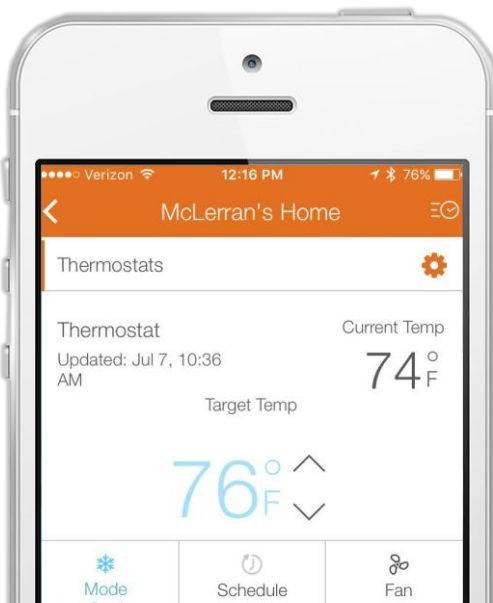 Verizon 12:16 PM 76%
McLerran's Home
Thermostats
Thermostat
Current Temp
Updated: Jul 7, 10:36
AM
74°F
Target Temp
76°F
Mode Schedule Fan